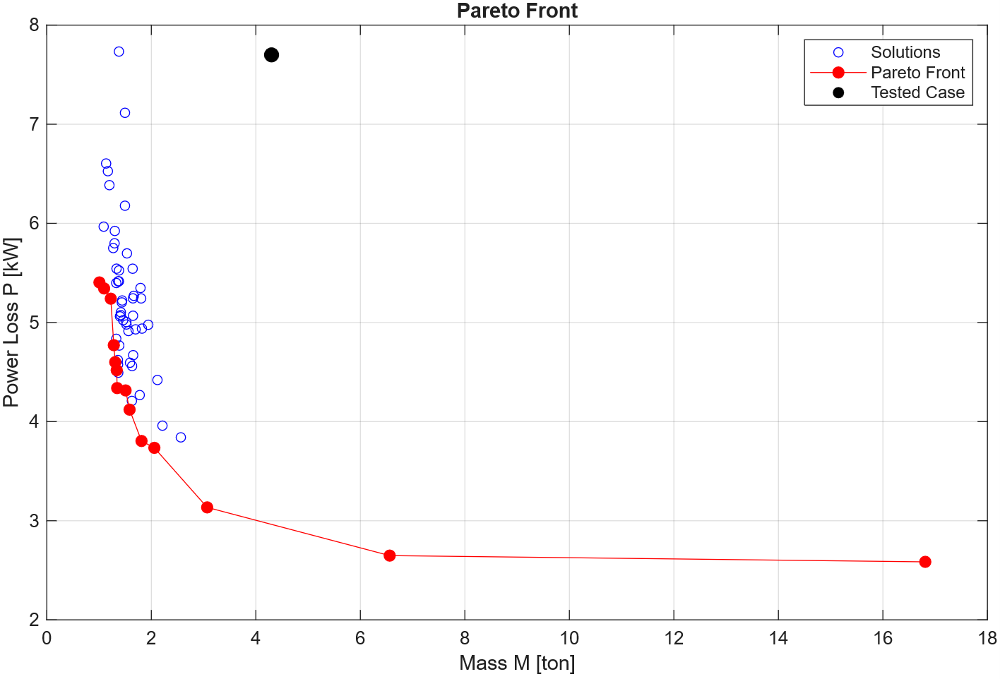 Pareto Front
8
7
6
5
4
3
2
Power Loss P [kW]
Solutions
Pareto Front
Tested Case
0 2 4 6 8 10 12 14 16 18
Mass M [ton]